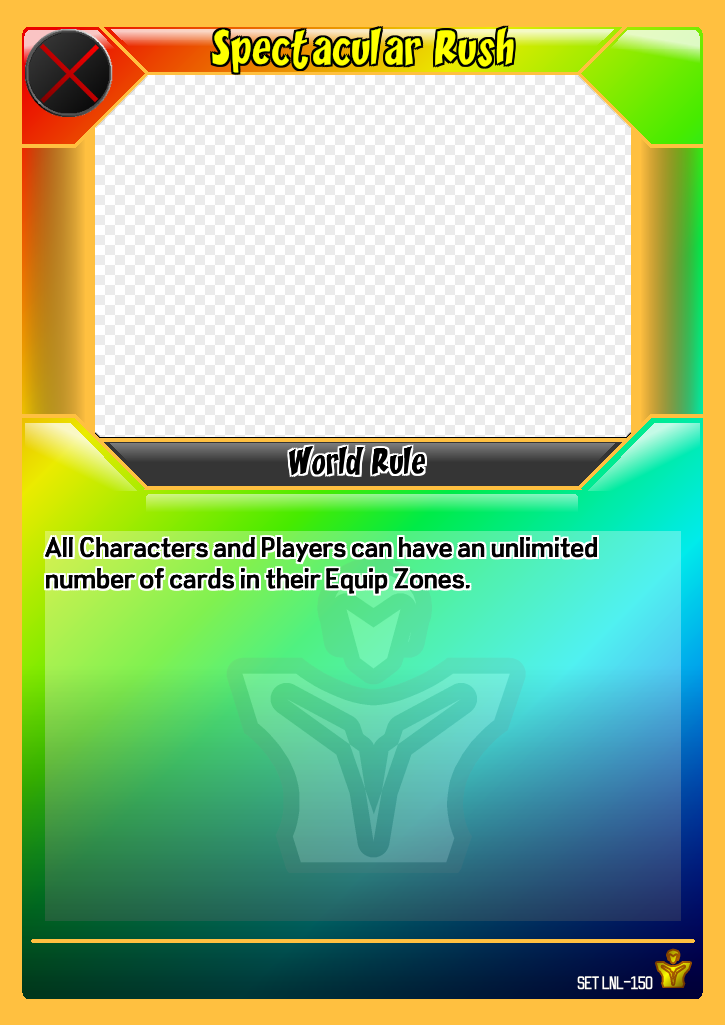 Spectacular Rush
World Rule
All Characters and Players can have an unlimited
number of cards in their Equip Zones.
SET LNL-150